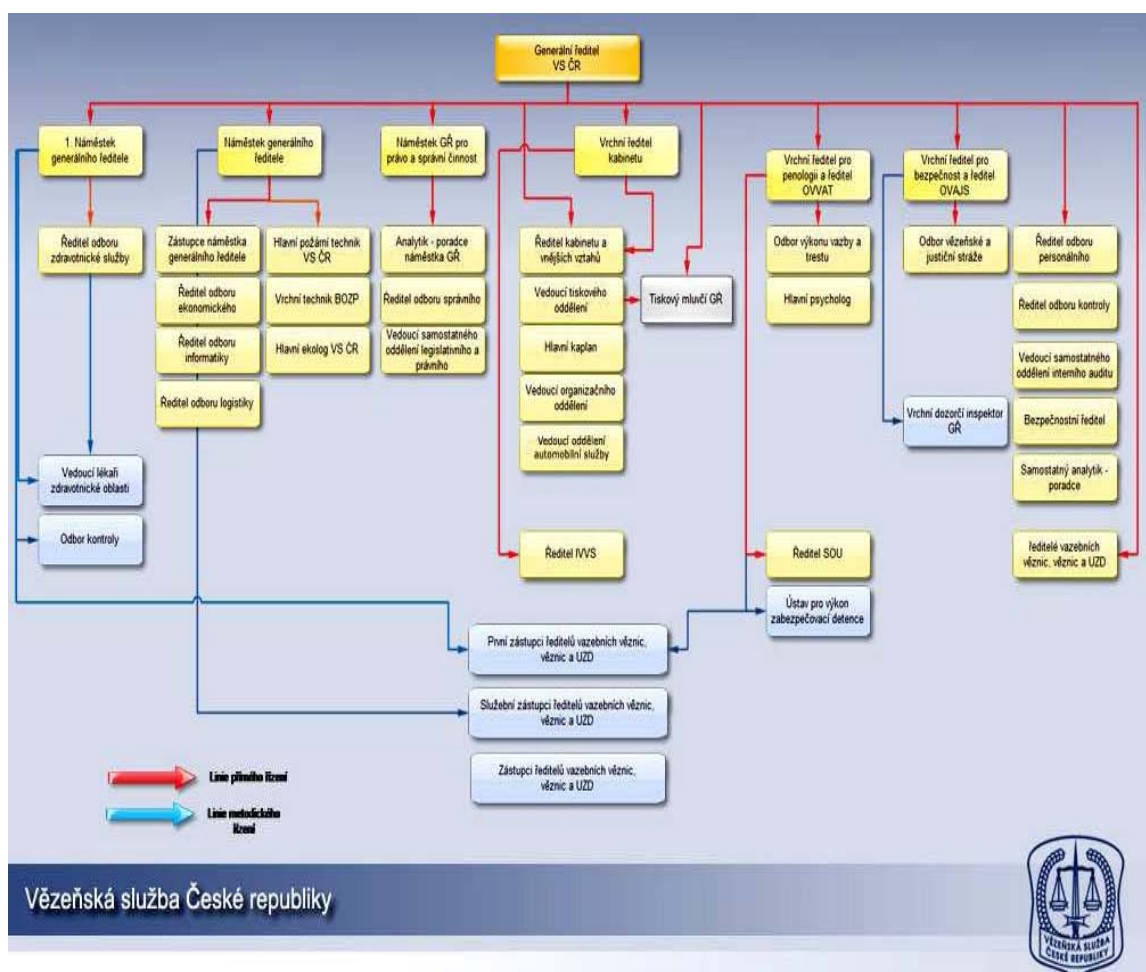 Generální ředitel
VS ČR
1. Náměstek
generálního ředitele
Náměstek generálního
ředitele
Náměstek GŘ pro
právo a správní činnost
Vrchní ředitel
kabinetu
Vrchní ředitel pro
penologii a ředitel
OVVAT
Vrchní ředitel pro
bezpečnost a ředitel
OVAJS
Ředitel odboru
zdravotnické služby
Zástupce náměstka
generálního ředitele
Hlavní požární technik
VS ČR
Analytik - poradce
náměstka GŘ
Ředitel kabinetu a
vnějších vztahů
Odbor výkonu vazby a
trestu
Odbor vězeňské a
justiční stráže
Ředitel odboru
personálního
Ředitel odboru
ekonomického
Vrchní technik BOZP
Ředitel odboru správního
Vedoucí tiskového
oddělení
Tiskový mluvčí GŘ
Hlavní psycholog
Ředitel odboru kontroly
Ředitel odboru
informatiky
Hlavní ekolog VS ČR
Vedoucí samostatného
oddělení legislativního a
právního
Hlavní kaplan
Vedoucí samostatného
oddělení interního auditu
Ředitel odboru logistiky
Vedoucí organizačního
oddělení
Vrchní dozorčí inspektor
GŘ
Bezpečnostní ředitel
Vedoucí oddělení
automobilní služby
Vedoucí lékaři
zdravotnické oblasti
Samostatný analytik -
poradce
Odbor kontroly
Ředitel IVVS
Ředitel SOU
ředitelé vazebních
věznic, věznic a UZD
Ústav pro výkon
zabezpečovací detence
První zástupci ředitelů vazebních věznic,
věznic a UZD
Služební zástupci ředitelů vazebních věznic,
věznic a UZD
Zástupci ředitelů vazebních věznic,
věznic a UZD
Linie přímého řízení
Linie metodického
řízení
Vězeňská služba České republiky
VĚZEŇSKÁ SLUŽBA
ČESKÉ REPUBLIKY